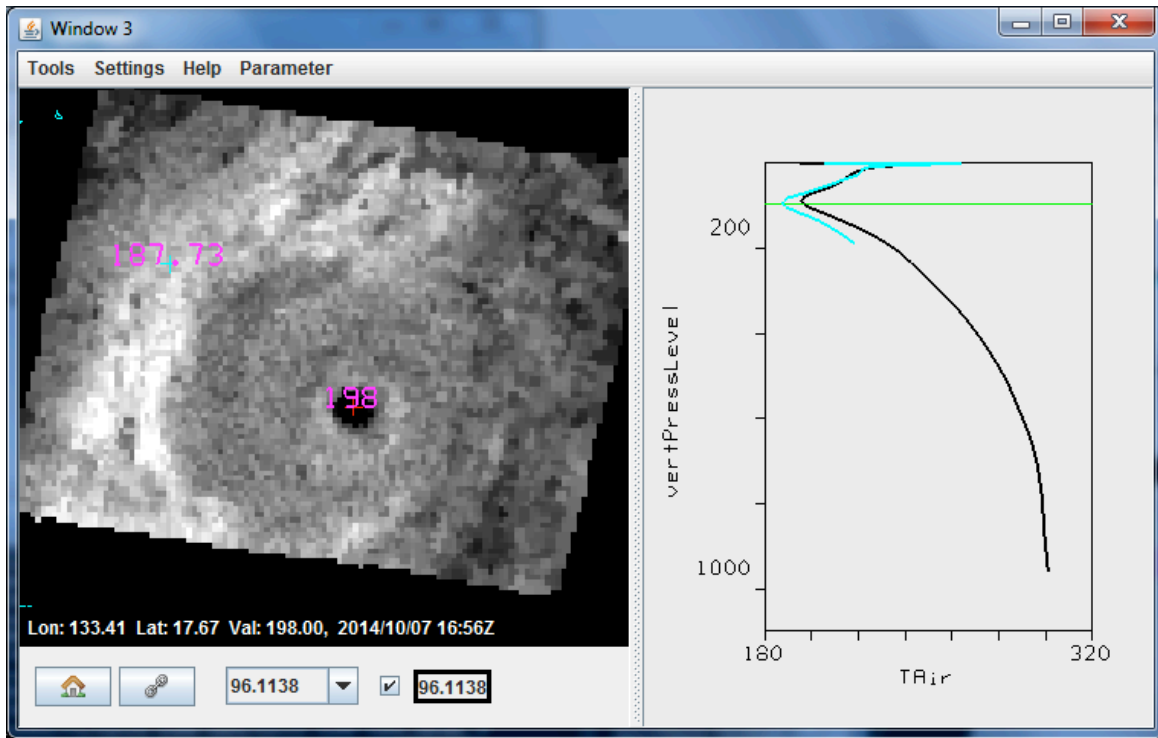 Window 3
Tools Settings Help Parameter
187.73
198
Lon: 133.41 Lat: 17.67 Val: 198.00, 2014/10/07 16:56Z
96.1138
96.1138
200
vertPressLevel
1000
180
320
TAir